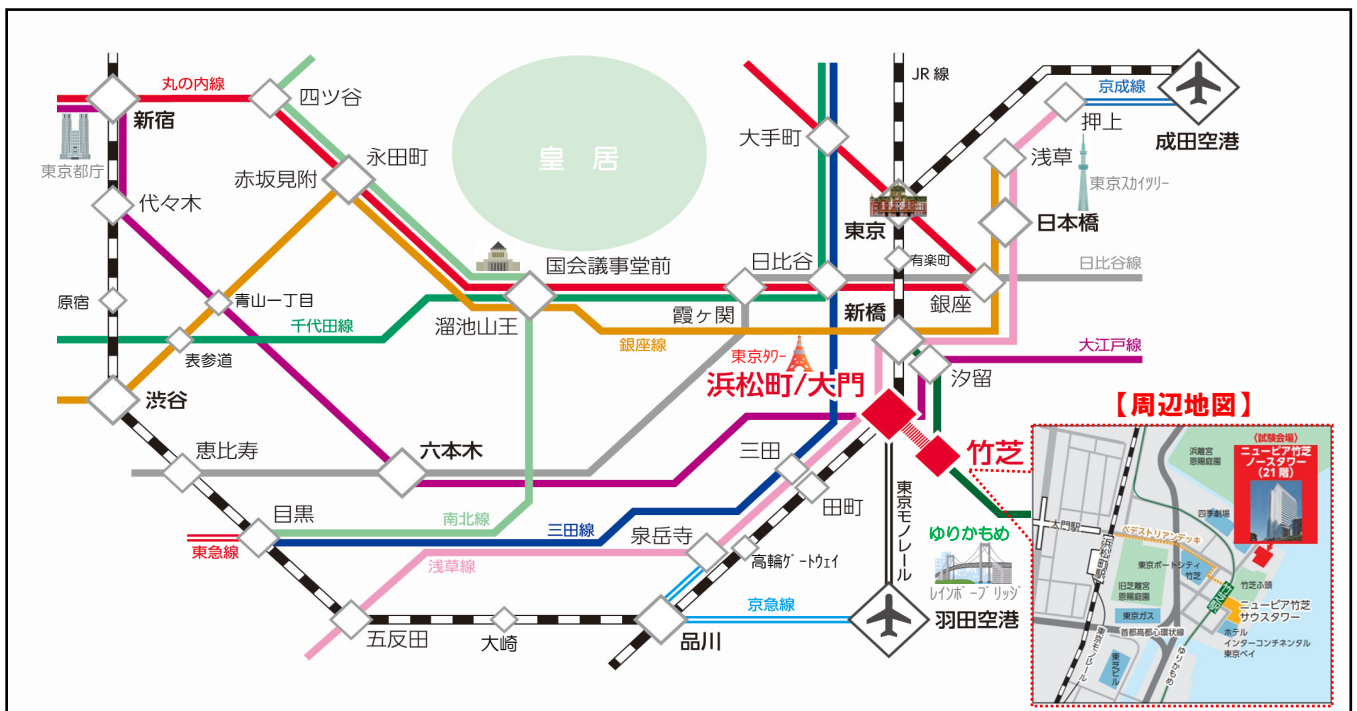 丸の内線
新宿
東京都庁
四ツ谷
永田町
赤坂見附
代々木
原宿
青山一丁目
千代田線
表参道
渋谷
恵比寿
目黒
東急線
五反田
大崎
皇居
国会議事堂前
溜池山王
銀座線
六本木
南北線
三田線
浅草線
大手町
JR線
東京
有楽町
日比谷
霞ヶ関
新橋
銀座
日比谷線
東京タワー
浜松町/大門
汐留
大江戸線
竹芝
三田
田町
泉岳寺
高輪ゲートウェイ
品川
京急線
東京モノレール
羽田空港
ゆりかもめ
レインボーブリッジ
京成線
押上
成田空港
浅草
東京スカイツリー
日本橋
【周辺地図】
〈試験会場〉
ニューピア竹芝
ノースタワー
(21階)
浜離宮
恩賜庭園
四季劇場
大門駅
浜松町駅
ペデストリアンデッキ
東京ポートシティ
竹芝
旧芝離宮
恩賜庭園
竹芝駅
竹芝ふ頭
ニューピア竹芝
サウスタワー
東京ガス
首都高都心環状線
ホテル
インターコンチネンタル
東京ベイ
東京モノレール
東芝ビル
ゆりかもめ